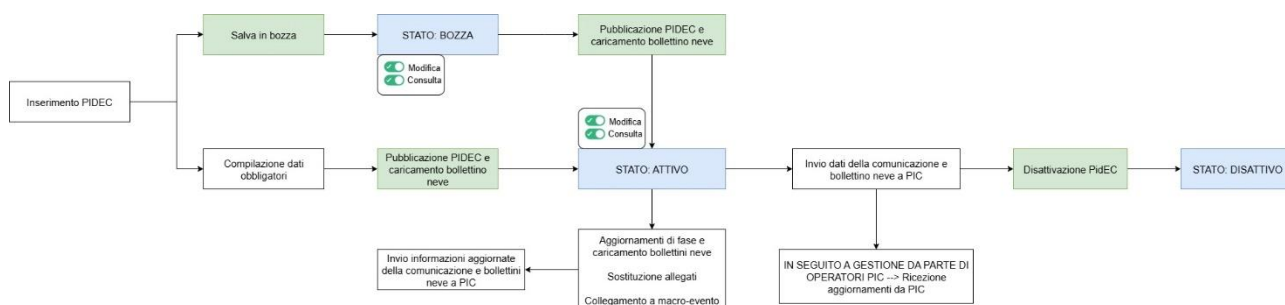 Salva in bozza
STATO: BOZZA
Pubblicazione PIDEC e
caricamento bollettino neve
Modifica
Consulta
Inserimento PIDEC
Modifica
Consulta
Compilazione dati
obbligatori
Pubblicazione PIDEC e
caricamento bollettino
neve
STATO: ATTIVO
Invio dati della comunicazione e
bollettino neve a PIC
Disattivazione PidEC
STATO: DISATTIVO
Invio informazioni aggiornate
della comunicazione e bollettini
neve a PIC
Aggiornamenti di fase e
caricamento bollettini neve
Sostituzione allegati
Collegamento a macro-evento
IN SEGUITO A GESTIONE DA PARTE DI
OPERATORI PIC --> Ricezione
aggiornamenti da PIC